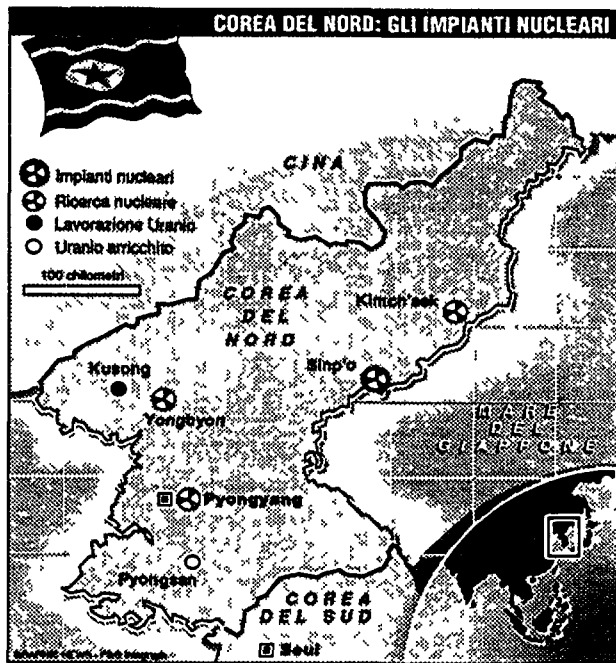 COREA DEL NORD: GLI IMPIANTI NUCLEARI
CINA
Impianti nucleari
Ricerca nucleare
Lavorazione Uranio
Uranio arricchito
100 chilometri
COREA
DEL
NORD
Kimch'aek
Kusong
Sinp'o
Yongbyon
MARE
DEL
GIAPPONE
Pyongyang
Pyongsan
COREA
DEL SUD
Seul